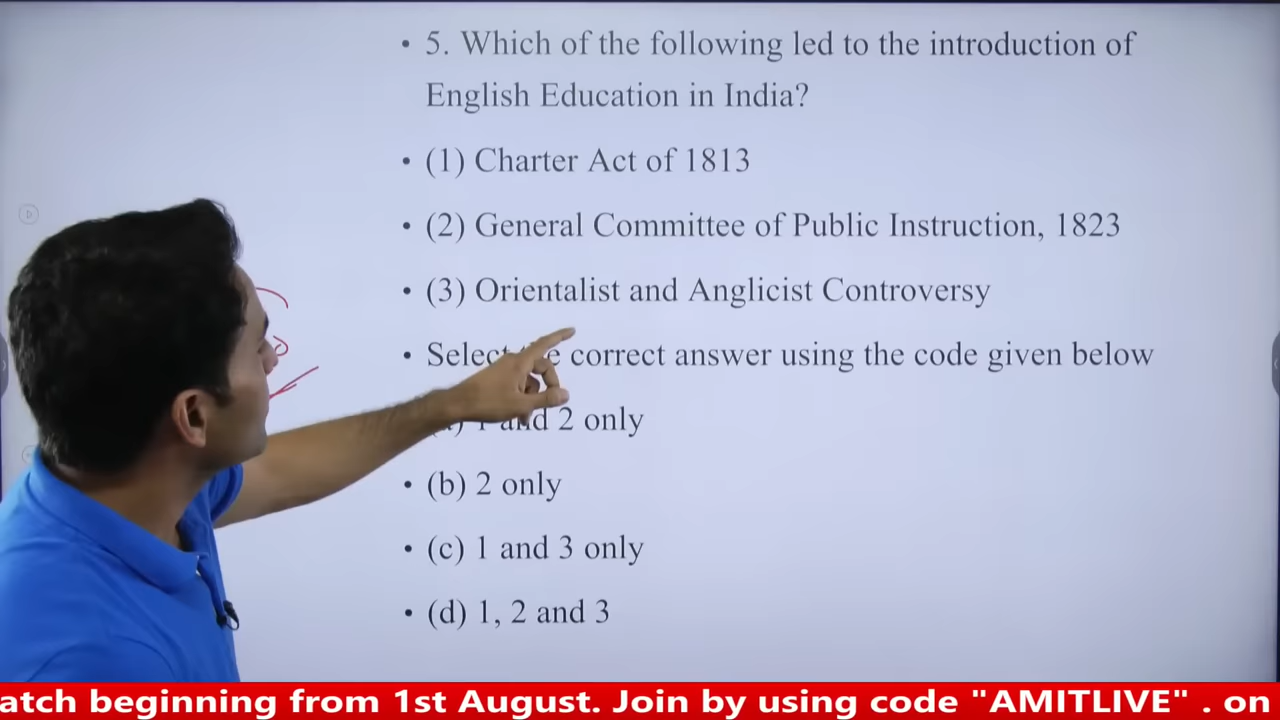 • 5. Which of the following led to the introduction of
English Education in India?
• (1) Charter Act of 1813
• (2) General Committee of Public Instruction, 1823
• (3) Orientalist and Anglicist Controversy
• Select the correct answer using the code given below
1 and 2 only
• (b) 2 only
• (c) 1 and 3 only
• (d) 1, 2 and 3
beginning from 1st August. Join by using code "AMITLIVE" . on